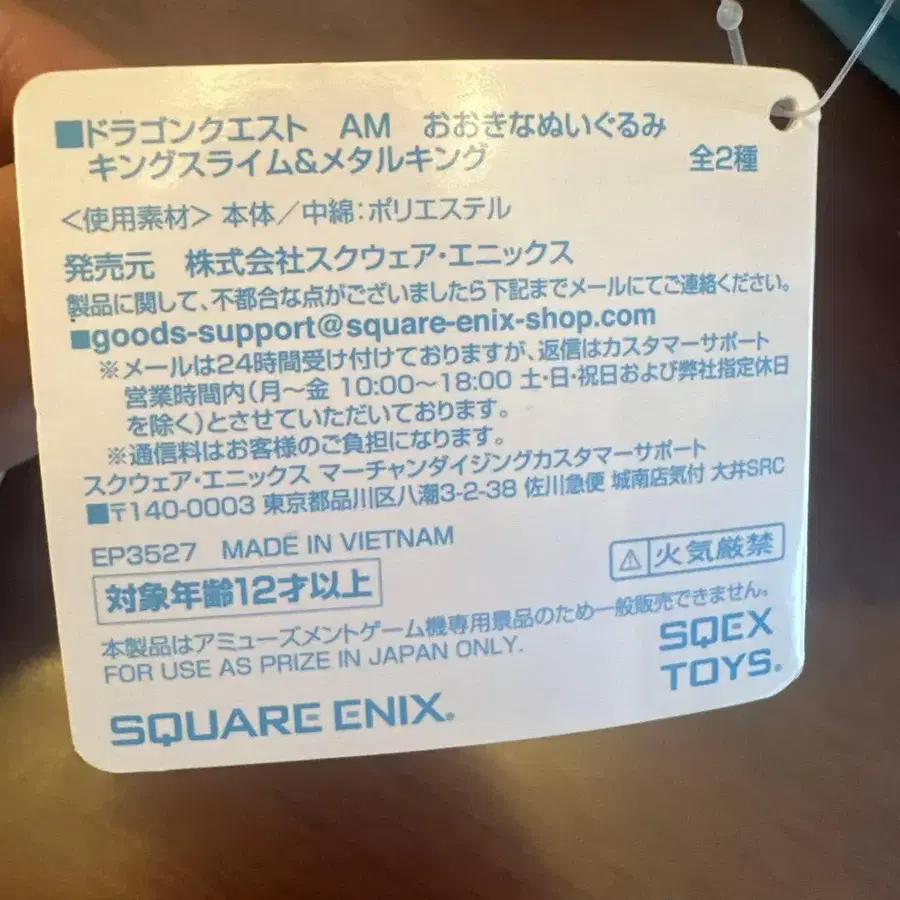 ■ドラゴンクエスト AM おおきなぬいぐるみ
キングスライム&メタルキング 全2種
<使用素材> 本体/中綿:ポリエステル
発売元 株式会社スクウェア・エニックス
製品に関して、不都合な点がございましたら下記までメールにてご連絡ください。
■goods-support@square-enix-shop.com
※メールは24時間受け付けておりますが、返信はカスタマーサポート
営業時間内(月〜金 10:00〜18:00 土・日・祝日および弊社指定休日
を除く)とさせていただいております。
※通信料はお客様のご負担になります。
スクウェア・エニックス マーチャンダイジングカスタマーサポート
■〒140-0003 東京都品川区八潮3-2-38 佐川急便 城南店気付 大井SRC
EP3527 MADE IN VIETNAM
⚠火気厳禁
対象年齢12才以上
本製品はアミューズメントゲーム機専用景品のため一般販売できません。
FOR USE AS PRIZE IN JAPAN ONLY.
SQEX
TOYS®
SQUARE ENIX®